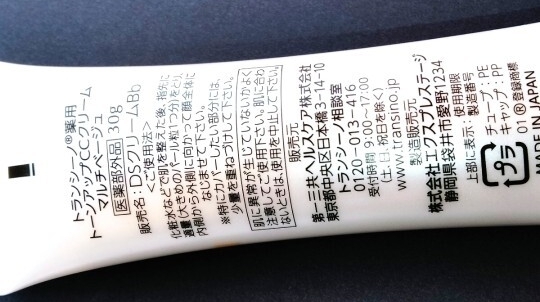 トランシーノ®薬用
トーンアップCCクリーム
マルチベージュ
医薬部外品 30g
販売名：DSクリームBb
<ご使用法>
化粧水などで肌を整えた後、指先に
適量(大きめのパール粒1つ分)をとり、
内側から外側に向かって顔全体に
なじませて下さい。
※特にカバーしたい部分には、
少量を重ねづけして下さい。
肌に異常が生じていないかよく
注意してご使用下さい。肌に合わ
ないときは、使用を中止して下さい。
販売元
第一三共ヘルスケア株式会社
東京都中央区日本橋3-14-10
トランシーノ相談室
0120-013-416
受付時間 9:00〜17:00
(土、日、祝日を除く)
www.transino.jp
製造販売元
株式会社エクスプレステージ
静岡県袋井市愛野1234
使用期限
上部に表示、製造番号
プラ
チューブ：PE
キャップ：PP
01 ®登録商標
MADE IN JAPAN